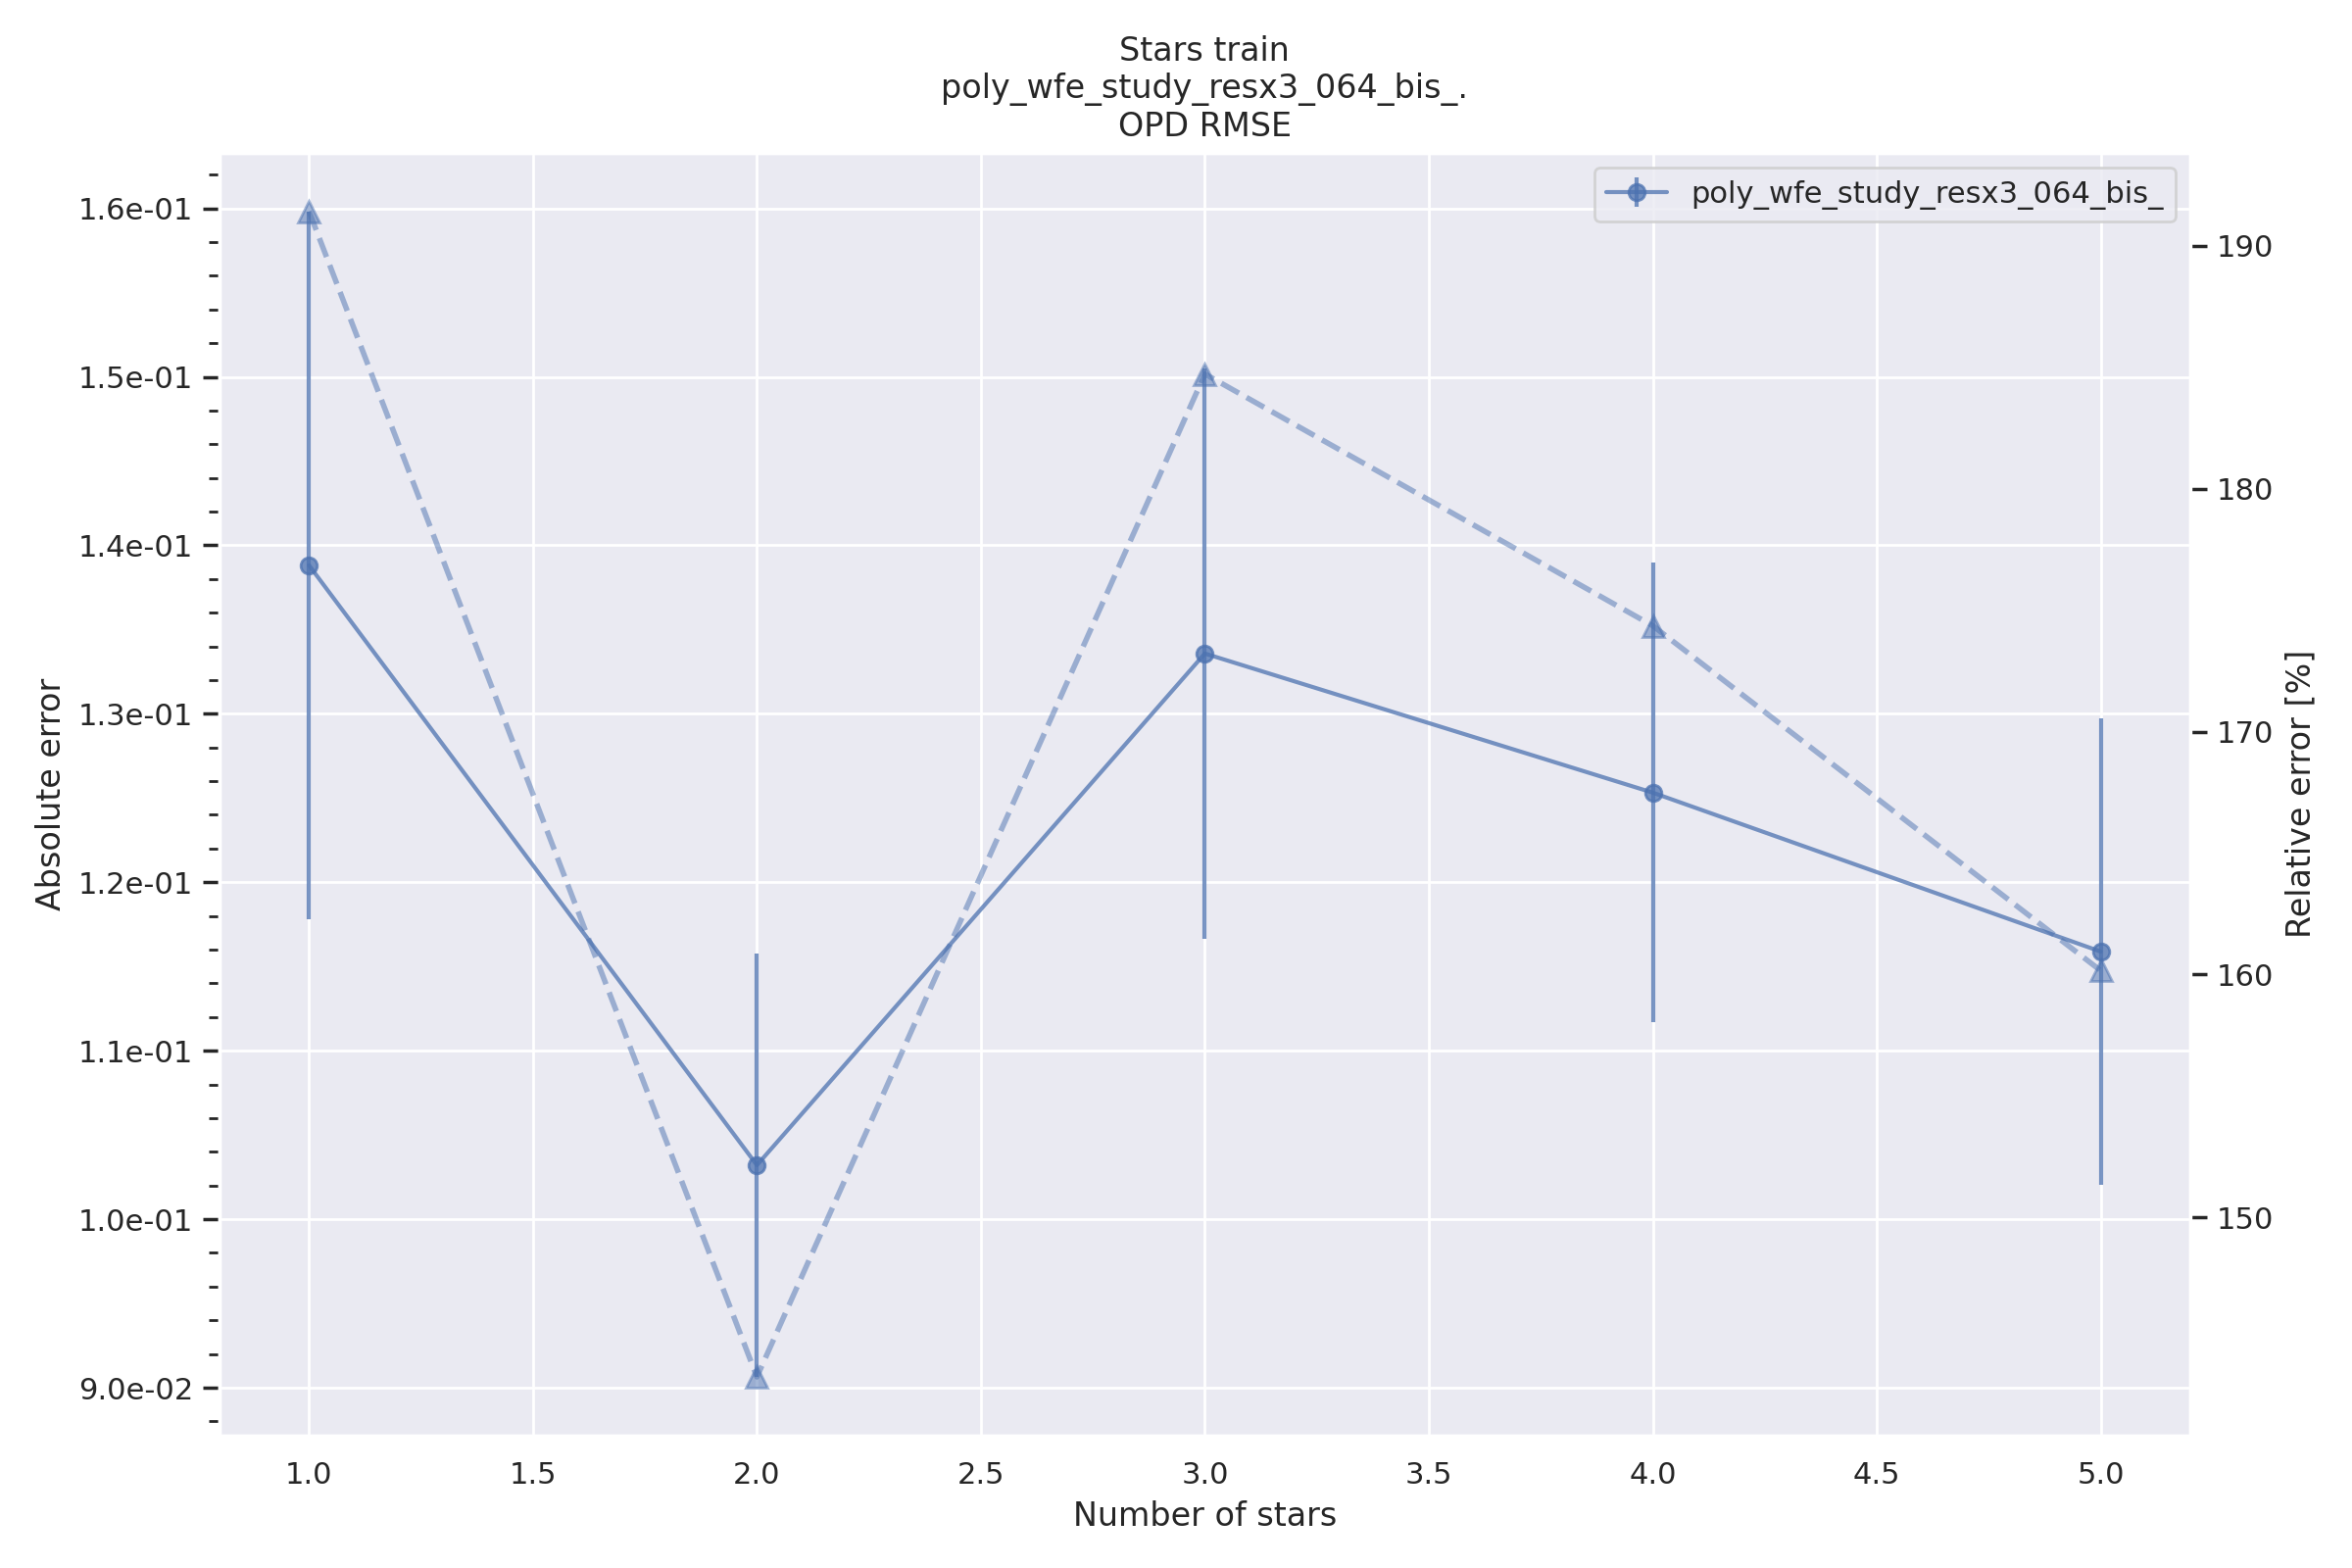 Stars train
poly_wfe_study_resx3_064_bis_.
OPD RMSE
poly_wfe_study_resx3_064_bis_
1.6e-01
1.5e-01
1.4e-01
1.3e-01
1.2e-01
1.1e-01
1.0e-01
9.0e-02
Absolute error
190
180
170
160
150
Relative error [%]
1.0 1.5 2.0 2.5 3.0 3.5 4.0 4.5 5.0
Number of stars